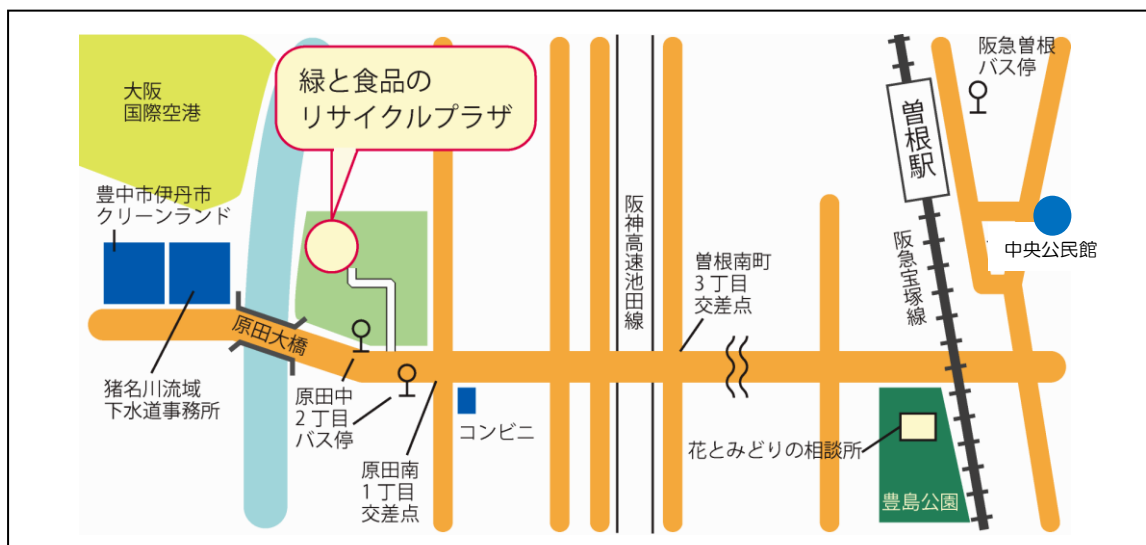 大阪
国際空港
緑と食品の
リサイクルプラザ
阪急曽根
バス停
曽根駅
豊中市伊丹市
クリーンランド
阪神高速池田線
曽根南町
3丁目
交差点
阪急宝塚線
中央公民館
原田大橋
猪名川流域
下水道事務所
原田中
2丁目
バス停
コンビニ
原田南
1丁目
交差点
花とみどりの相談所
豊島公園